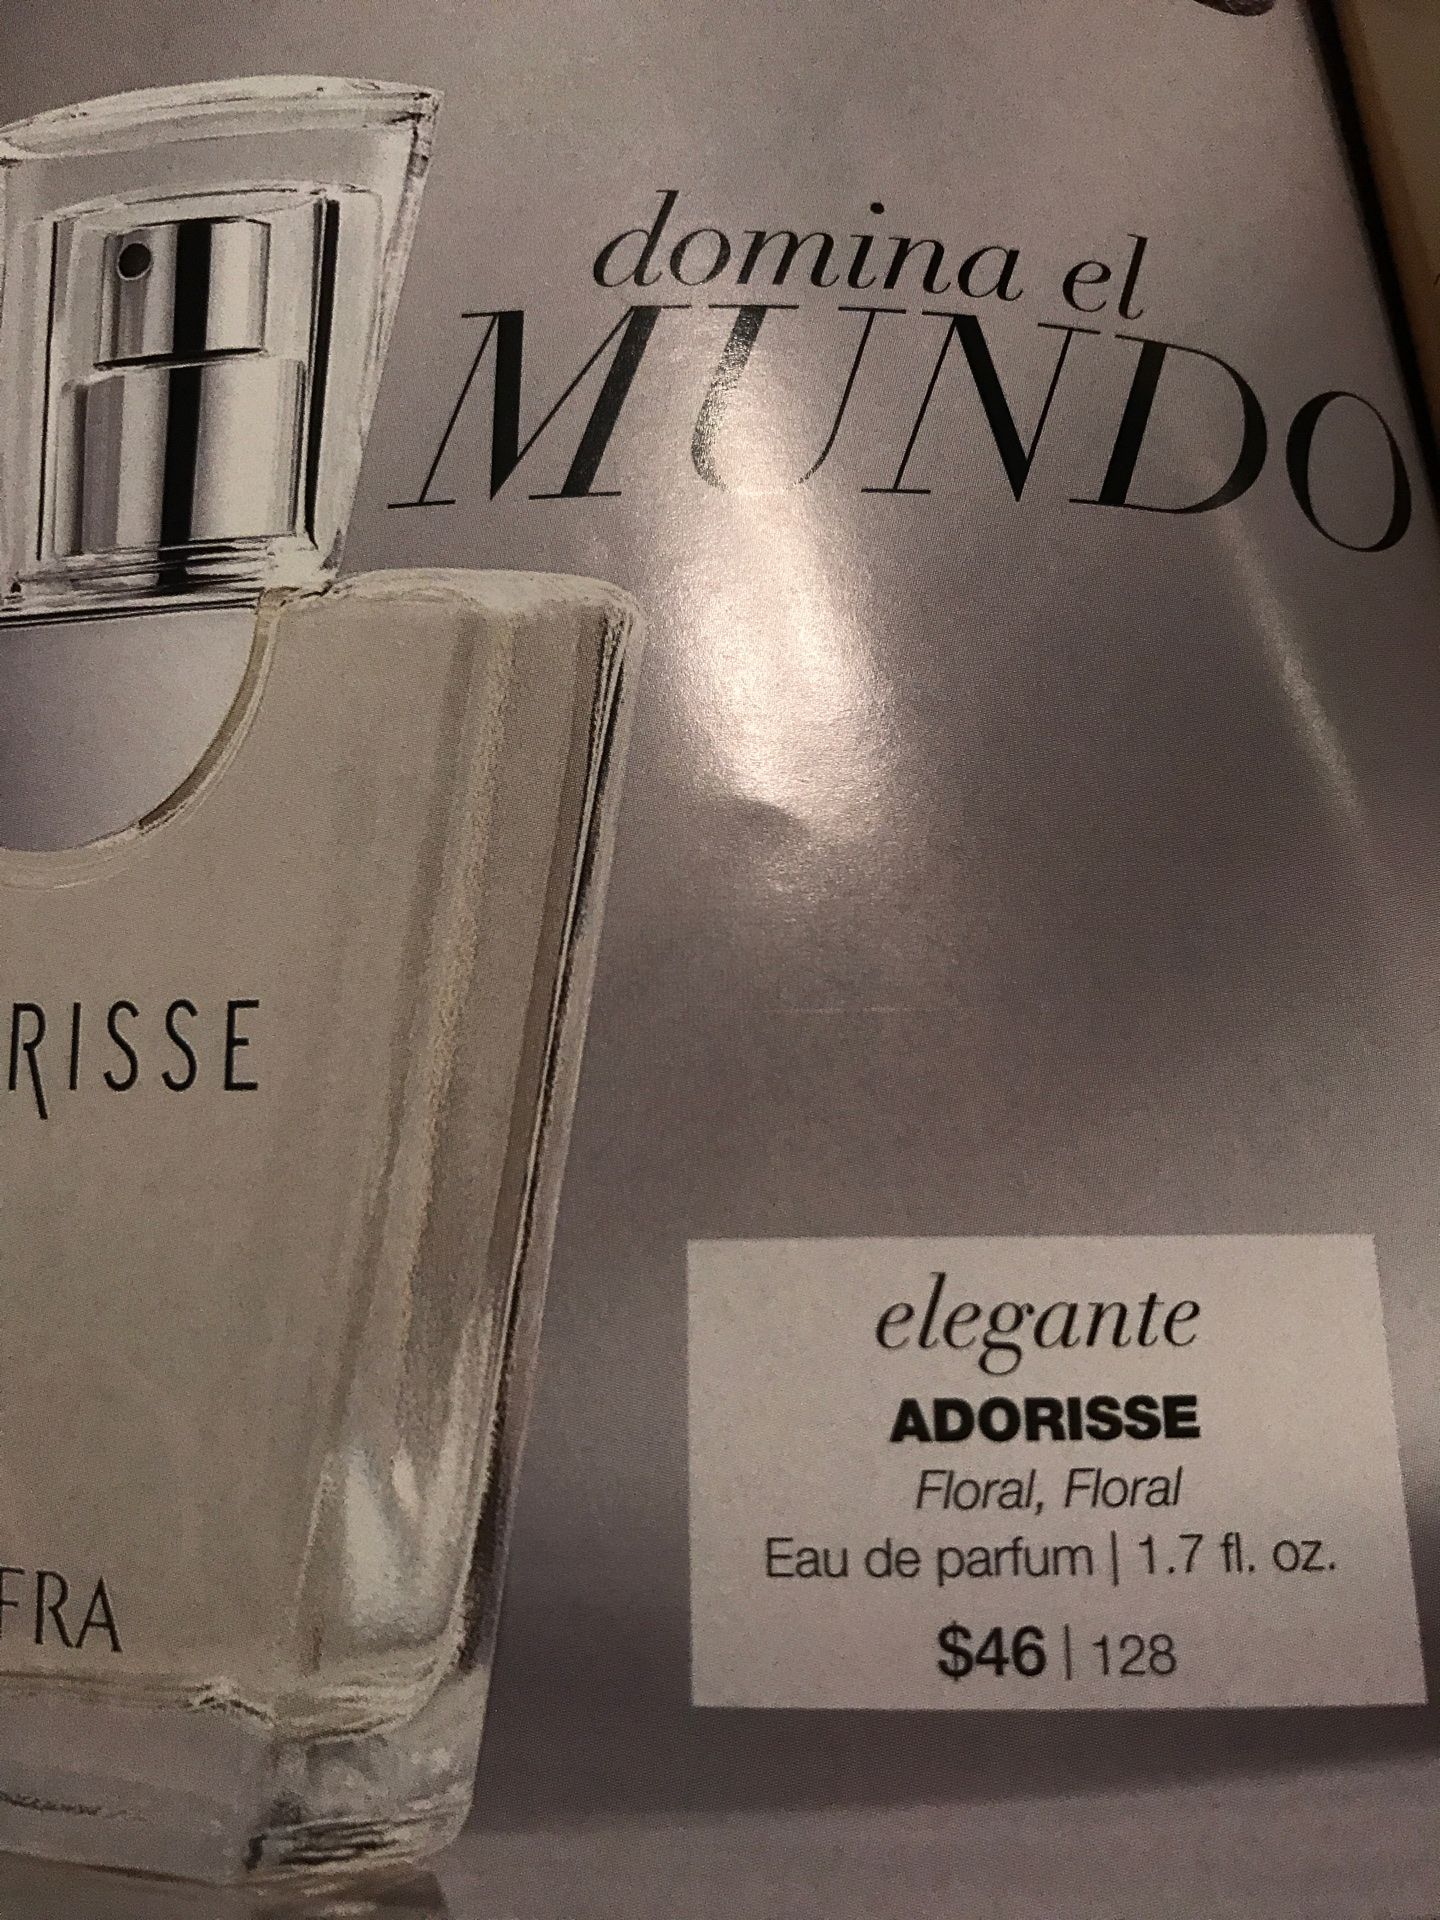 domina el
MUNDO
RISSE
FRA
elegante
ADORISSE
Floral, Floral
Eau de parfum | 1.7 fl. oz.
$46 | 128